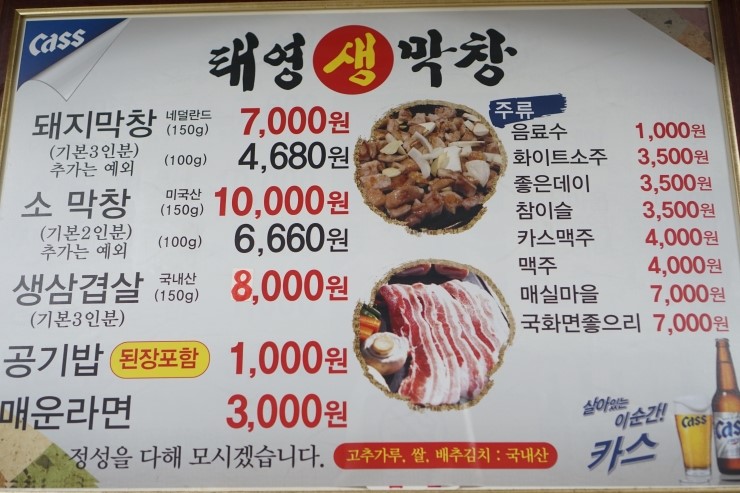 Cass
태영 생 막창
돼지막창 네덜란드 (150g) 7,000원
(기본3인분) 추가는 예외 (100g) 4,680원
소 막창 미국산 (150g) 10,000원
(기본2인분) 추가는 예외 (100g) 6,660원
생삼겹살 국내산 (150g) 8,000원
(기본3인분)
공기밥 된장포함 1,000원
매운라면 3,000원
주류
음료수 1,000원
화이트소주 3,500원
좋은데이 3,500원
참이슬 3,500원
카스맥주 4,000원
맥주 4,000원
매실마을 7,000원
국화면좋으리 7,000원
정성을 다해 모시겠습니다.
고추가루, 쌀, 배추김치 : 국내산
살아있는
이순간!
카스
Cass
Cass